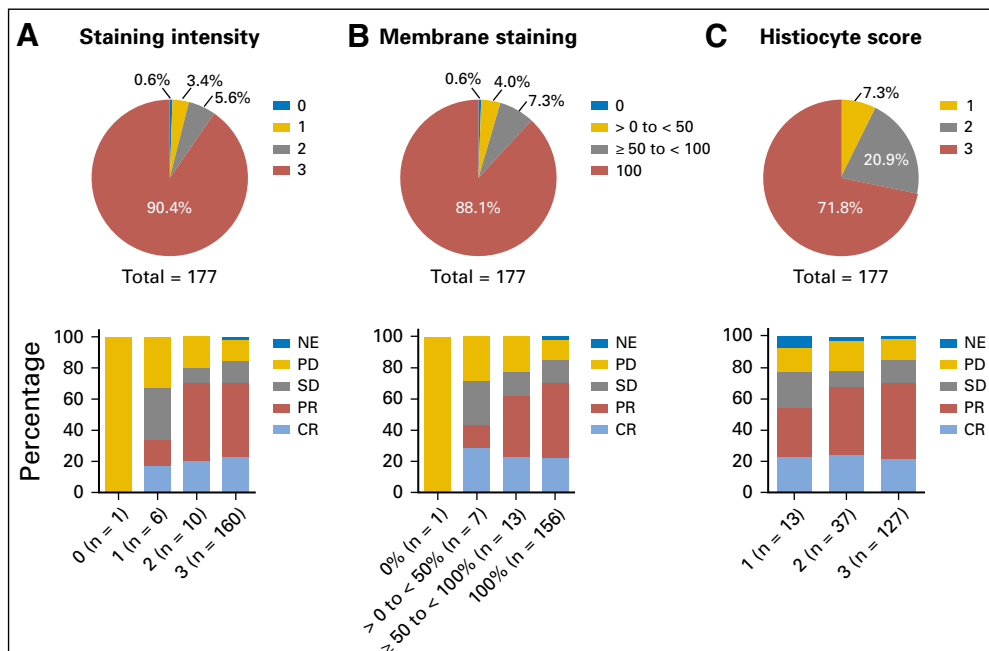 A Staining intensity
0.6%
3.4%
5.6%
90.4%
0
1
2
3
Total = 177
Percentage
100
80
60
40
20
0
NE
PD
SD
PR
CR
0 (n = 1)
1 (n = 6)
2 (n = 10)
3 (n = 160)
B Membrane staining
0.6%
4.0%
7.3%
88.1%
0
> 0 to < 50
≥ 50 to < 100
100
Total = 177
100
80
60
40
20
0
NE
PD
SD
PR
CR
0% (n = 1)
> 0 to < 50% (n = 7)
≥ 50 to < 100% (n = 13)
100% (n = 156)
C Histiocyte score
7.3%
20.9%
71.8%
1
2
3
Total = 177
100
80
60
40
20
0
NE
PD
SD
PR
CR
1 (n = 13)
2 (n = 37)
3 (n = 127)